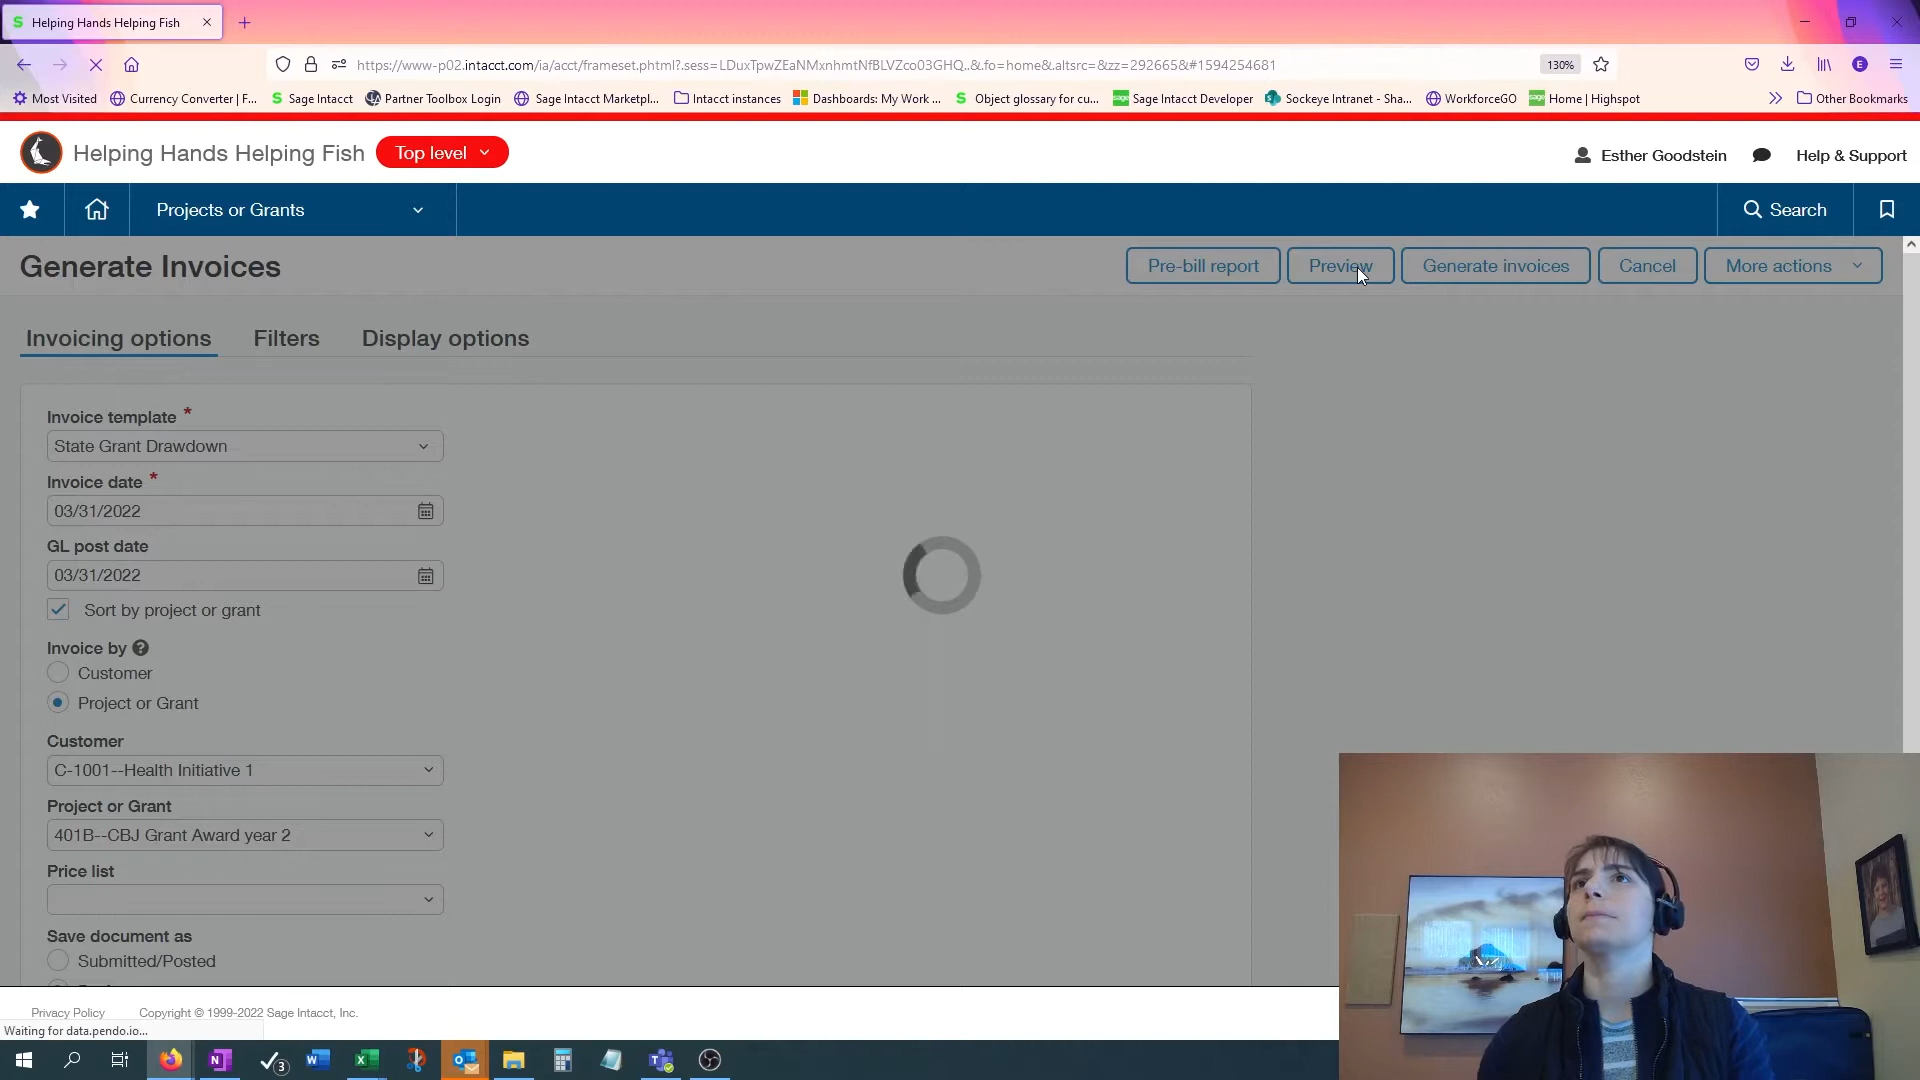 S Helping Hands Helping Fish
https://www-p02.intacct.com/ia/acct/frameset.phtml?.sess=LDuxTpwZEaNMxnhmtNfBLVZco03GHQ..&.fo=home&.altsrc=&zz=292665&#1594254681 130% E
Most Visited Currency Converter | F... S Sage Intacct Partner Toolbox Login Sage Intacct Marketpl... Intacct instances Dashboards: My Work ... S Object glossary for cu... Sage Intacct Developer Sockeye Intranet - Sha... WorkforceGO Home | Highspot Other Bookmarks
Helping Hands Helping Fish Top level Esther Goodstein Help & Support
Projects or Grants Search
Generate Invoices Pre-bill report Preview Generate invoices Cancel More actions
Invoicing options Filters Display options
Invoice template *
State Grant Drawdown
Invoice date *
03/31/2022
GL post date
03/31/2022
Sort by project or grant
Invoice by ?
Customer
Project or Grant
Customer
C-1001--Health Initiative 1
Project or Grant
401B--CBJ Grant Award year 2
Price list
Save document as
Submitted/Posted
Privacy Policy Copyright © 1999-2022 Sage Intacct, Inc.
Waiting for data.pendo.io...
3